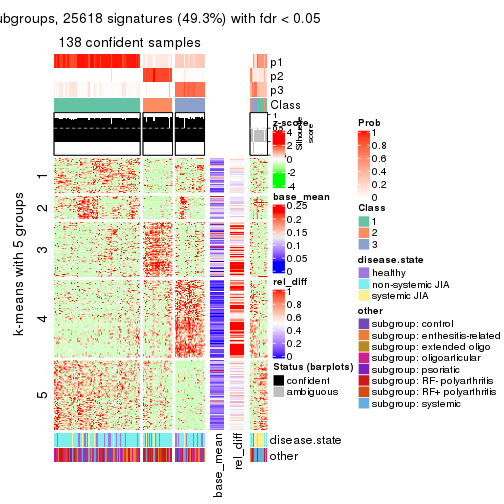 ubgroups, 25618 signatures (49.3%) with fdr < 0.05
138 confident samples
p1
p2
p3
Class
1
0.5
0
Silhouette
score
k-means with 5 groups
1
2
3
4
5
disease.state
other
base_mean
rel_diff
z-score
4
2
0
-2
-4
base_mean
0.25
0.2
0.15
0.1
0.05
0
rel_diff
1
0.8
0.6
0.4
0.2
0
Status (barplots)
confident
ambiguous
Prob
1
0.8
0.6
0.4
0.2
0
Class
1
2
3
disease.state
healthy
non-systemic JIA
systemic JIA
other
subgroup: control
subgroup: enthesitis-related
subgroup: extended oligo
subgroup: oligoarticular
subgroup: psoriatic
subgroup: RF- polyarthritis
subgroup: RF+ polyarthritis
subgroup: systemic